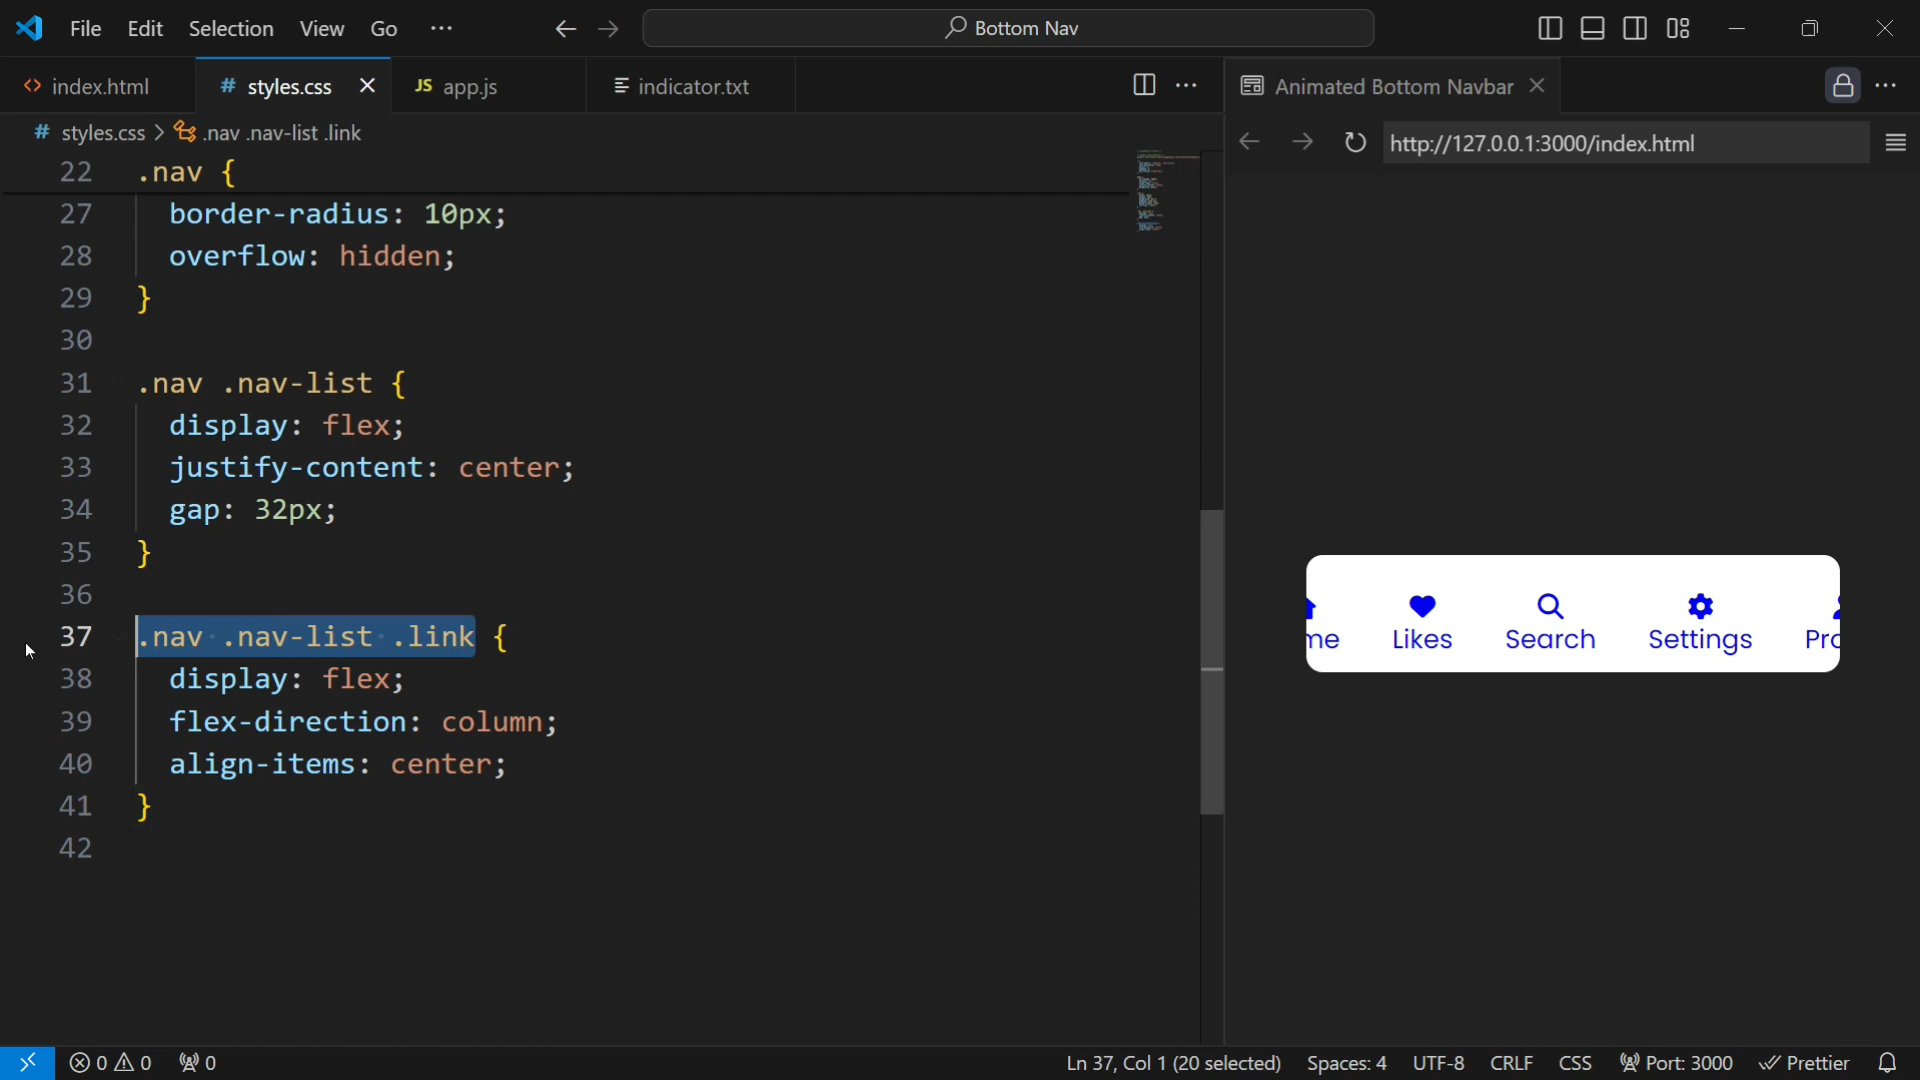 File Edit Selection View Go ··· Bottom Nav
index.html # styles.css JS app.js indicator.txt Animated Bottom Navbar
# styles.css > .nav .nav-list .link http://127.0.0.1:3000/index.html
22 .nav {
27 border-radius: 10px;
28 overflow: hidden;
29 }
30
31 .nav .nav-list {
32 display: flex;
33 justify-content: center;
34 gap: 32px;
35 }
36
37 .nav .nav-list .link {
38 display: flex;
39 flex-direction: column;
40 align-items: center;
41 }
42
me Likes Search Settings Pro
0 0 0 Ln 37, Col 1 (20 selected) Spaces: 4 UTF-8 CRLF CSS Port: 3000 Prettier